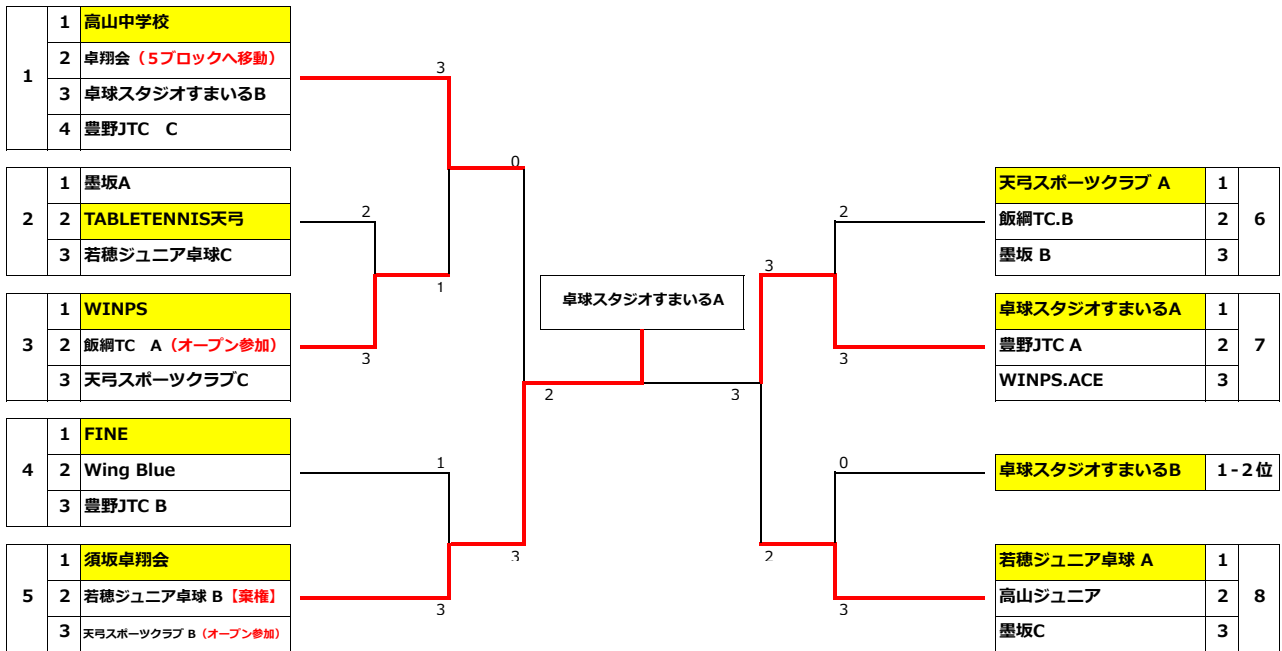 1
1 高山中学校
2 卓翔会（５ブロックへ移動）
3 卓球スタジオすまいるB
4 豊野JTC　C
2
1 墨坂A
2 TABLETENNIS天弓
3 若穂ジュニア卓球C
3
1 WINPS
2 飯綱TC　A（オープン参加）
3 天弓スポーツクラブC
4
1 FINE
2 Wing Blue
3 豊野JTC B
5
1 須坂卓翔会
2 若穂ジュニア卓球 B【棄権】
3 天弓スポーツクラブ B（オープン参加）
3
0
2
1
3
1
3
3
2
卓球スタジオすまいるA
3
2
3
3
0
2
3
天弓スポーツクラブ A 1
飯綱TC.B 2
墨坂 B 3
6
卓球スタジオすまいるA 1
豊野JTC A 2
WINPS.ACE 3
7
卓球スタジオすまいるB 1-2位
若穂ジュニア卓球 A 1
高山ジュニア 2
墨坂C 3
8